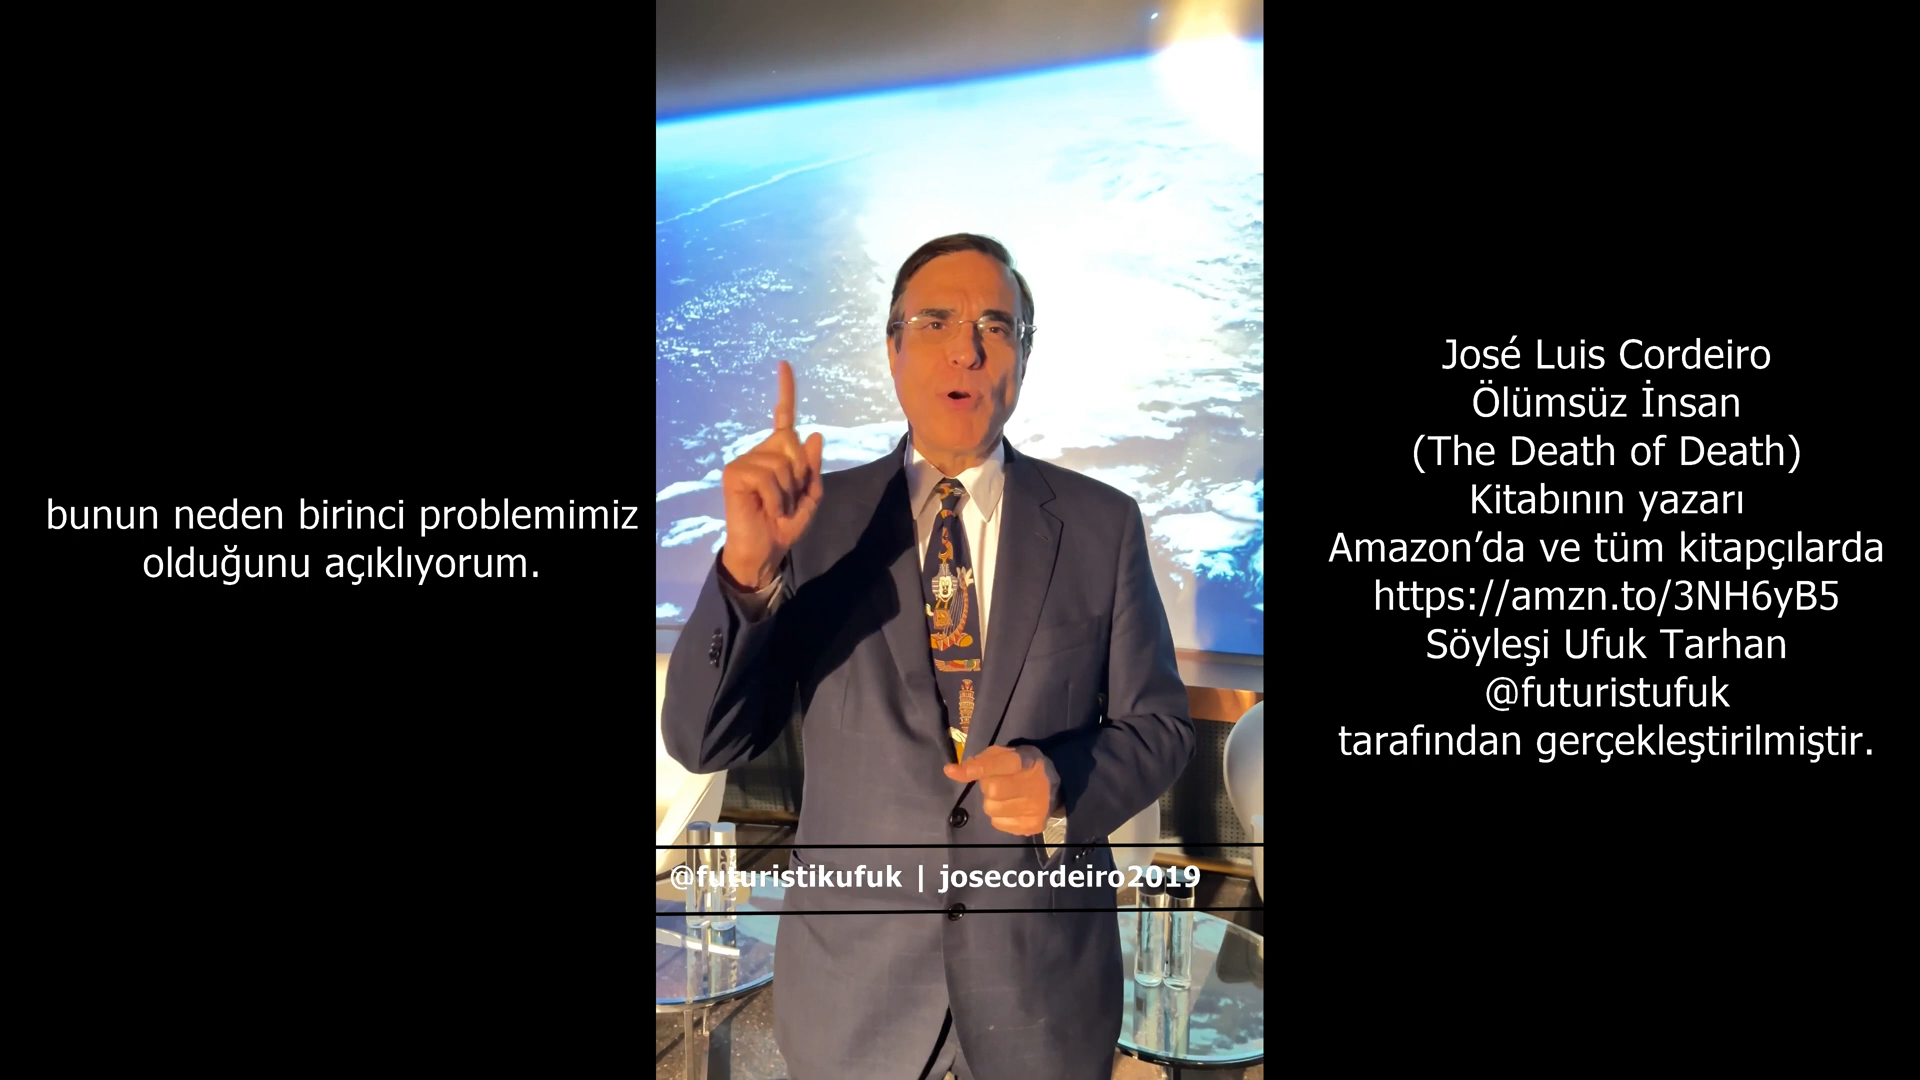 bunun neden birinci problemimiz
olduğunu açıklıyorum.
@futuristikufuk | josecordeiro2019
José Luis Cordeiro
Ölümsüz İnsan
(The Death of Death)
Kitabının yazarı
Amazon’da ve tüm kitapçılarda
https://amzn.to/3NH6yB5
Söyleşi Ufuk Tarhan
@futuristufuk
tarafından gerçekleştirilmiştir.